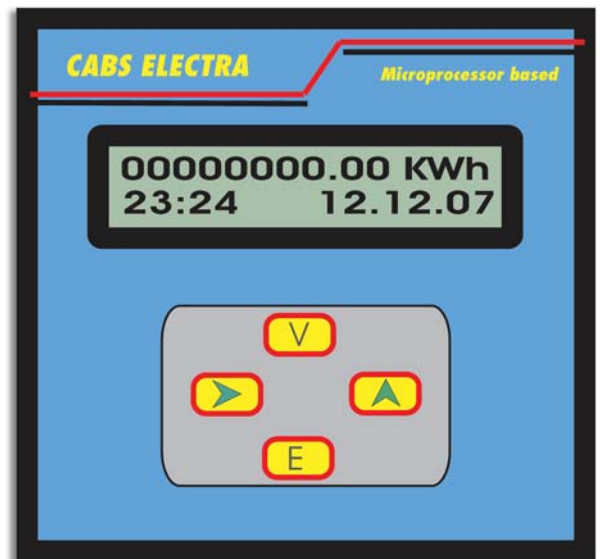 CABS ELECTRA
Microprocessor based
00000000.00 KWh
23:24 12.12.07
V
E